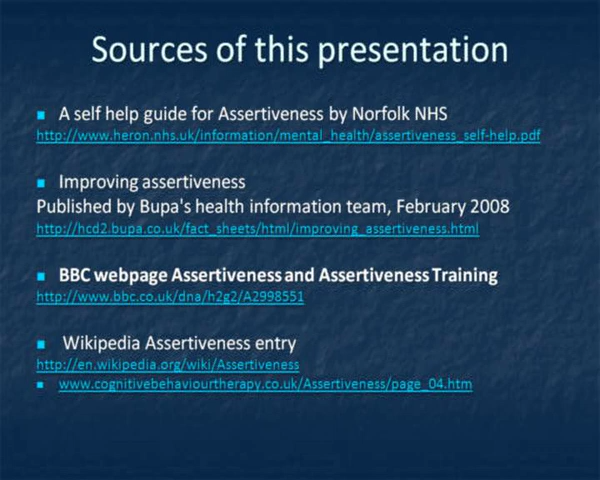 Sources of this presentation
A self help guide for Assertiveness by Norfolk NHS
http://www.heron.nhs.uk/information/mental_health/assertiveness_self-help.pdf
Improving assertiveness
Published by Bupa's health information team, February 2008
http://hcd2.bupa.co.uk/fact_sheets/html/improving_assertiveness.html
BBC webpage Assertiveness and Assertiveness Training
http://www.bbc.co.uk/dna/h2g2/A2998551
Wikipedia Assertiveness entry
http://en.wikipedia.org/wiki/Assertiveness
www.cognitivebehaviourtherapy.co.uk/Assertiveness/page_04.htm